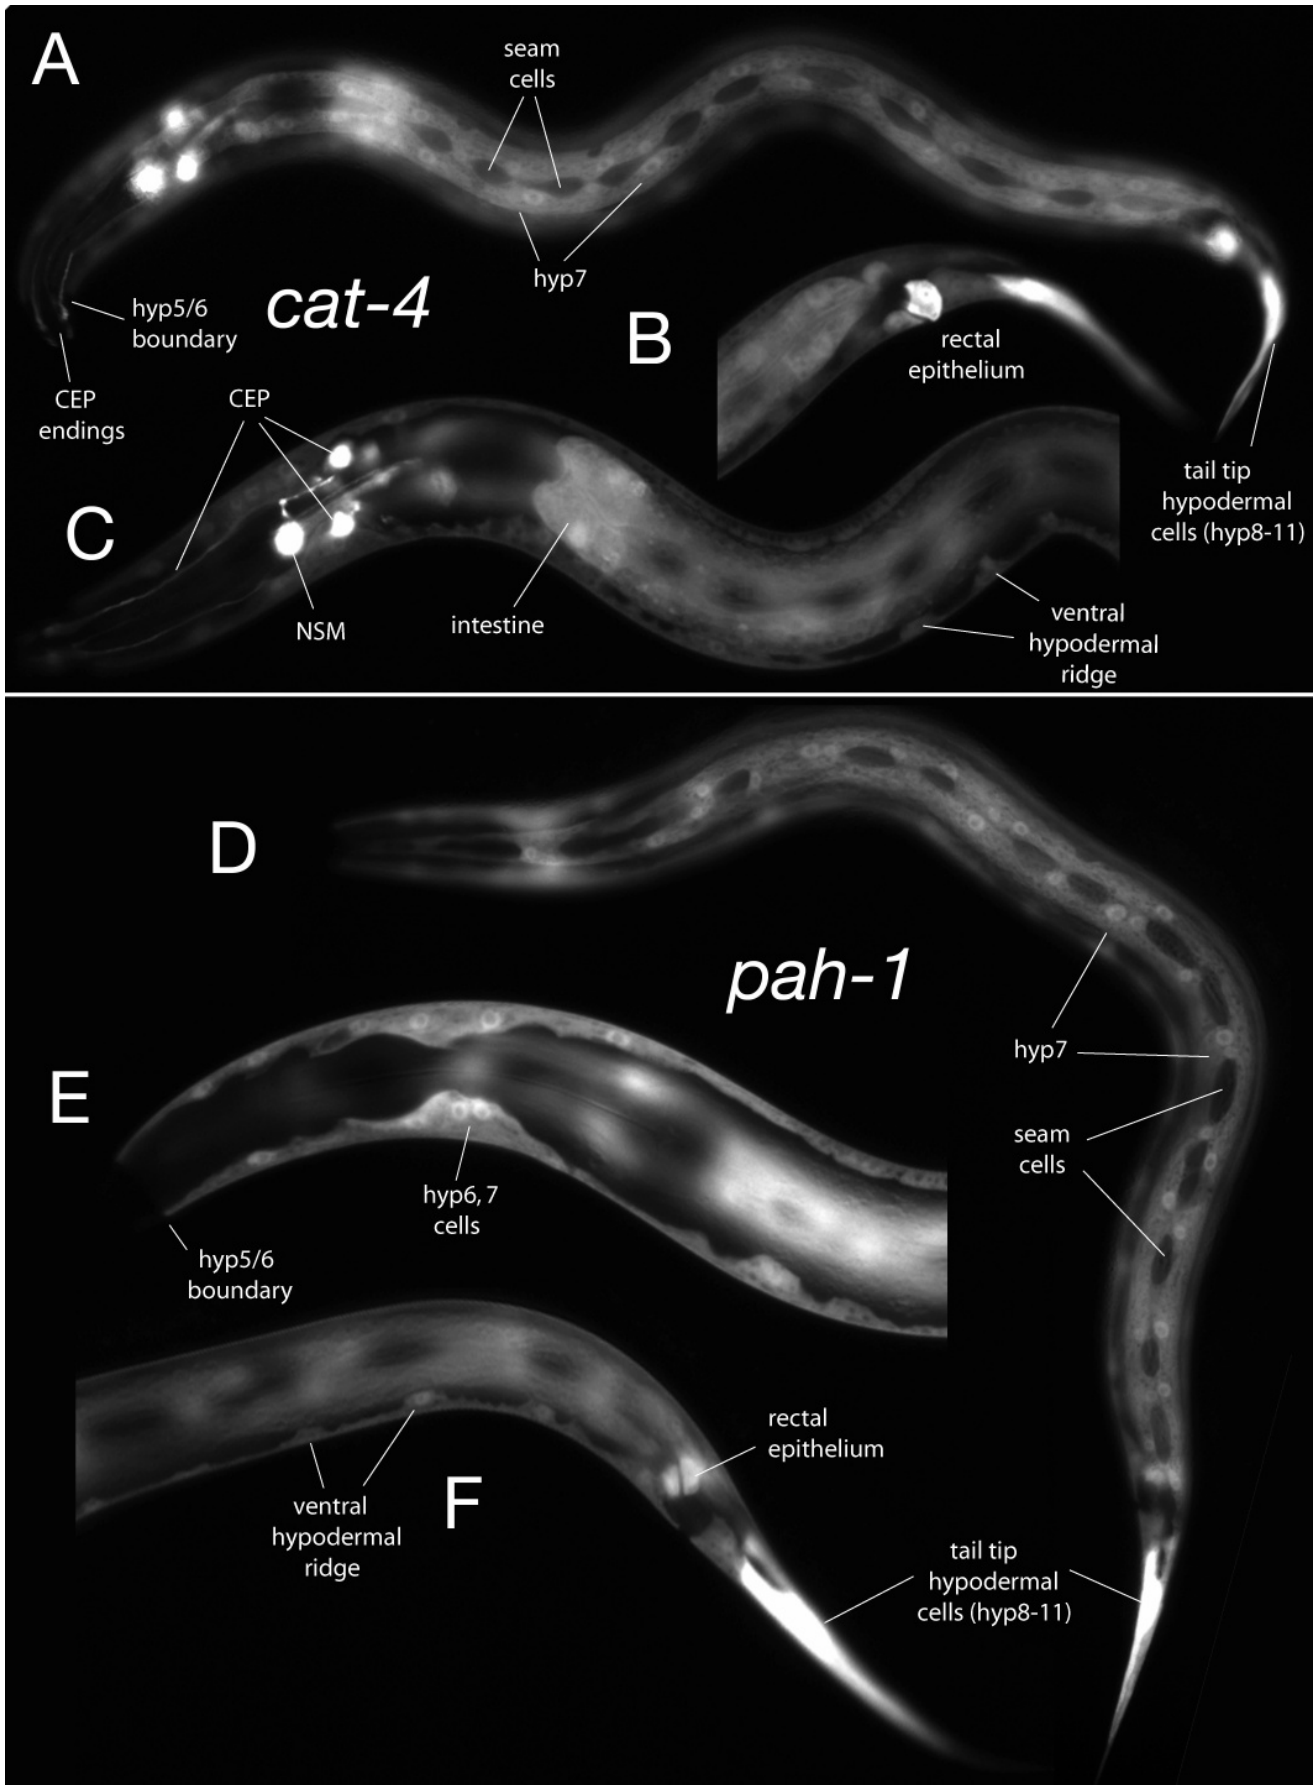 A
seam
cells
hyp7
hyp5/6
boundary
cat-4
CEP
endings
B
rectal
epithelium
tail tip
hypodermal
cells (hyp8-11)
CEP
C
NSM
intestine
ventral
hypodermal
ridge
D
pah-1
hyp7
seam
cells
E
hyp6, 7
cells
hyp5/6
boundary
rectal
epithelium
F
ventral
hypodermal
ridge
tail tip
hypodermal
cells (hyp8-11)